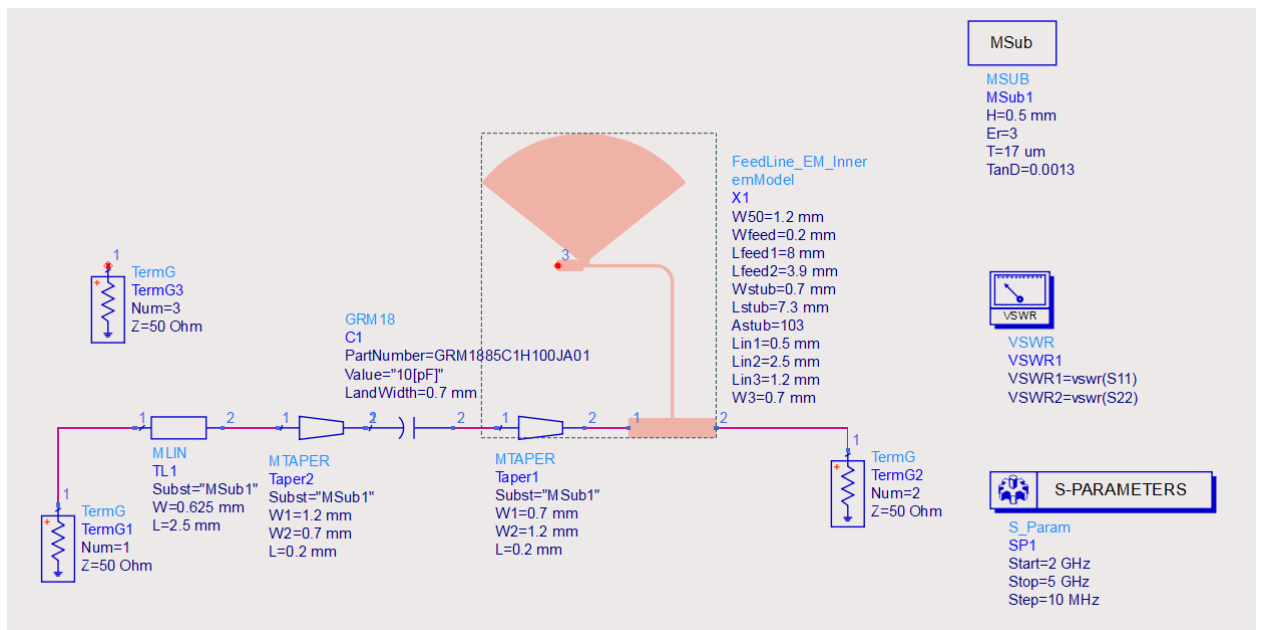 MSub
MSUB
MSub1
H=0.5 mm
Er=3
T=17 um
TanD=0.0013
FeedLine_EM_Inner
emModel
X1
W50=1.2 mm
Wfeed=0.2 mm
Lfeed1=8 mm
Lfeed2=3.9 mm
Wstub=0.7 mm
Lstub=7.3 mm
Astub=103
Lin1=0.5 mm
Lin2=2.5 mm
Lin3=1.2 mm
W3=0.7 mm
3
1
2
1
TermG
TermG3
Num=3
Z=50 Ohm
GRM18
C1
PartNumber=GRM1885C1H100JA01
Value="10[pF]"
LandWidth=0.7 mm
VSWR
VSWR
VSWR1
VSWR1=vswr(S11)
VSWR2=vswr(S22)
1
2
MLIN
TL1
Subst="MSub1"
W=0.625 mm
L=2.5 mm
1
2
MTAPER
Taper2
Subst="MSub1"
W1=1.2 mm
W2=0.7 mm
L=0.2 mm
1
2
1
2
MTAPER
Taper1
Subst="MSub1"
W1=0.7 mm
W2=1.2 mm
L=0.2 mm
1
TermG
TermG1
Num=1
Z=50 Ohm
1
TermG
TermG2
Num=2
Z=50 Ohm
S-PARAMETERS
S_Param
SP1
Start=2 GHz
Stop=5 GHz
Step=10 MHz